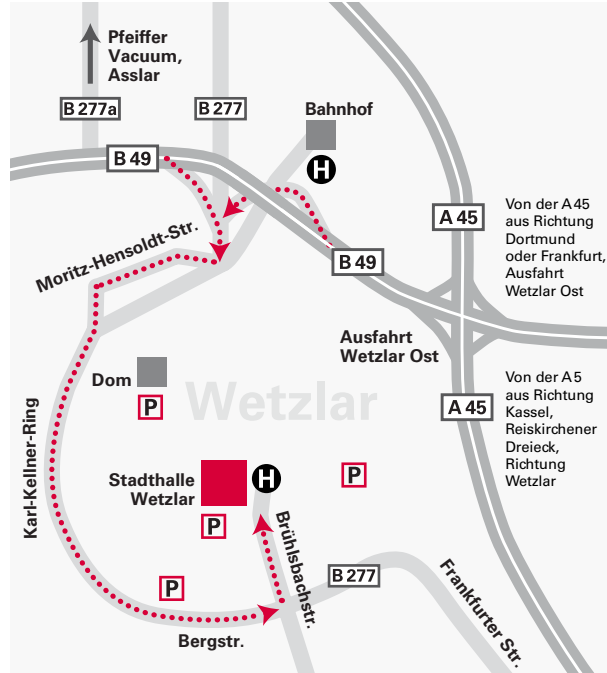 Pfeiffer
Vacuum,
Asslar
B 277a
B 277
Bahnhof
H
B 49
A 45
Von der A 45
aus Richtung
Dortmund
oder Frankfurt,
Ausfahrt
Wetzlar Ost
Moritz-Hensoldt-Str.
B 49
Ausfahrt
Wetzlar Ost
Dom
P
Wetzlar
A 45
Von der A 5
aus Richtung
Kassel,
Reiskirchener
Dreieck,
Richtung
Wetzlar
Karl-Kellner-Ring
Stadthalle
Wetzlar
H
P
P
Brühlsbachstr.
P
B 277
Frankfurter Str.
Bergstr.